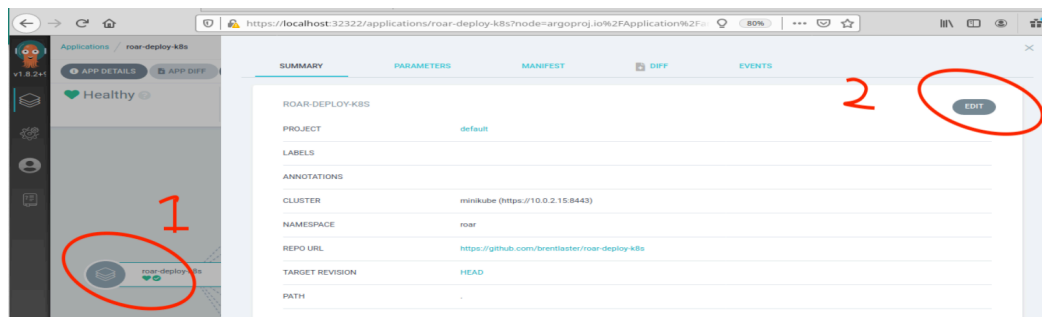 https://localhost:32322/applications/roar-deploy-k8s?node=argoproj.io%2FApplication%2Fa
80%
Applications / roar-deploy-k8s
v1.8.2+
APP DETAILS
APP DIFF
Healthy
SUMMARY
PARAMETERS
MANIFEST
DIFF
EVENTS
2
ROAR-DEPLOY-K8S
EDIT
PROJECT
default
LABELS
ANNOTATIONS
CLUSTER
minikube (https://10.0.2.15:8443)
1
NAMESPACE
roar
REPO URL
https://github.com/brentlaster/roar-deploy-k8s
roar-deploy-k8s
TARGET REVISION
HEAD
PATH
.